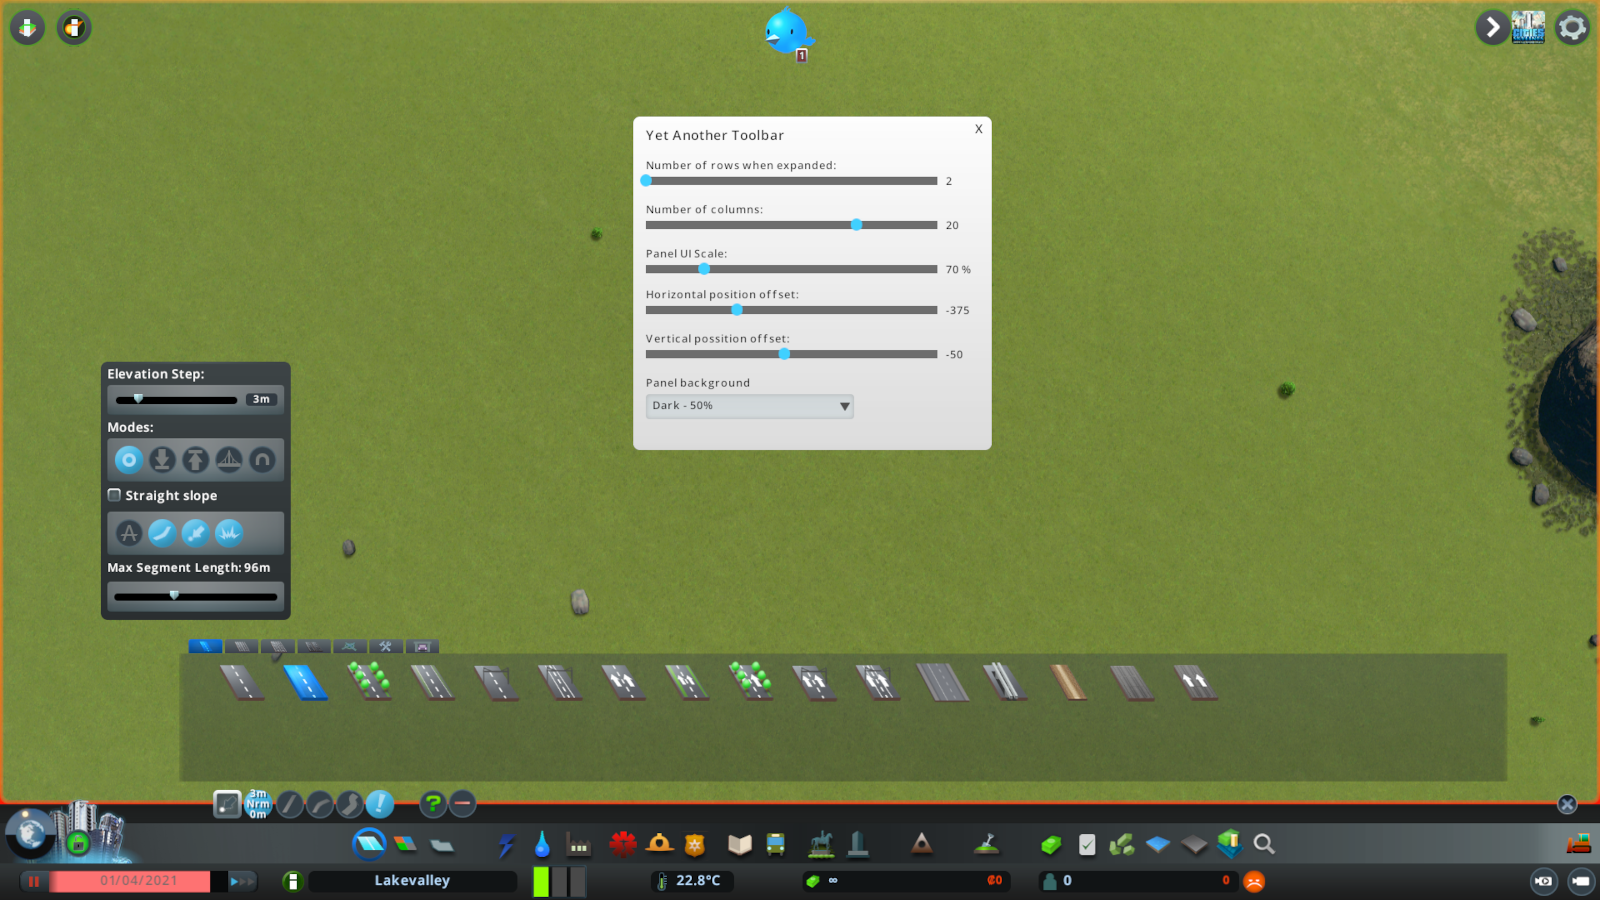 1
CITIES
Yet Another Toolbar
X
Number of rows when expanded:
2
Number of columns:
20
Panel UI Scale:
70 %
Horizontal position offset:
-375
Vertical possition offset:
-50
Panel background
Dark - 50%
Elevation Step:
3m
Modes:
Straight slope
Max Segment Length: 96m
3m
Nrm
0m
!
?
01/04/2021
Lakevalley
22.8°C
∞
₡0
0
0